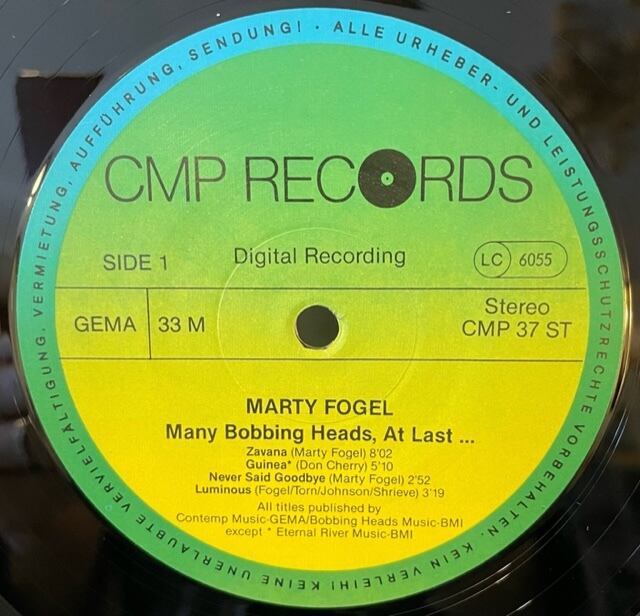 ALLE URHEBER- UND LEISTUNGSSCHUTZRECHTE VORBEHALTEN. KEIN VERLEIH! KEINE UNERLAUBTE VERVIELFÄLTIGUNG, VERMIETUNG, AUFFÜHRUNG, SENDUNG! ·
CMP RECORDS
SIDE 1
Digital Recording
LC 6055
GEMA
33 M
Stereo
CMP 37 ST
MARTY FOGEL
Many Bobbing Heads, At Last ...
Zavana (Marty Fogel) 8'02
Guinea* (Don Cherry) 5'10
Never Said Goodbye (Marty Fogel) 2'52
Luminous (Fogel/Torn/Johnson/Shrieve) 3'19
All titles published by
Contemp Music-GEMA/Bobbing Heads Music-BMI
except * Eternal River Music-BMI